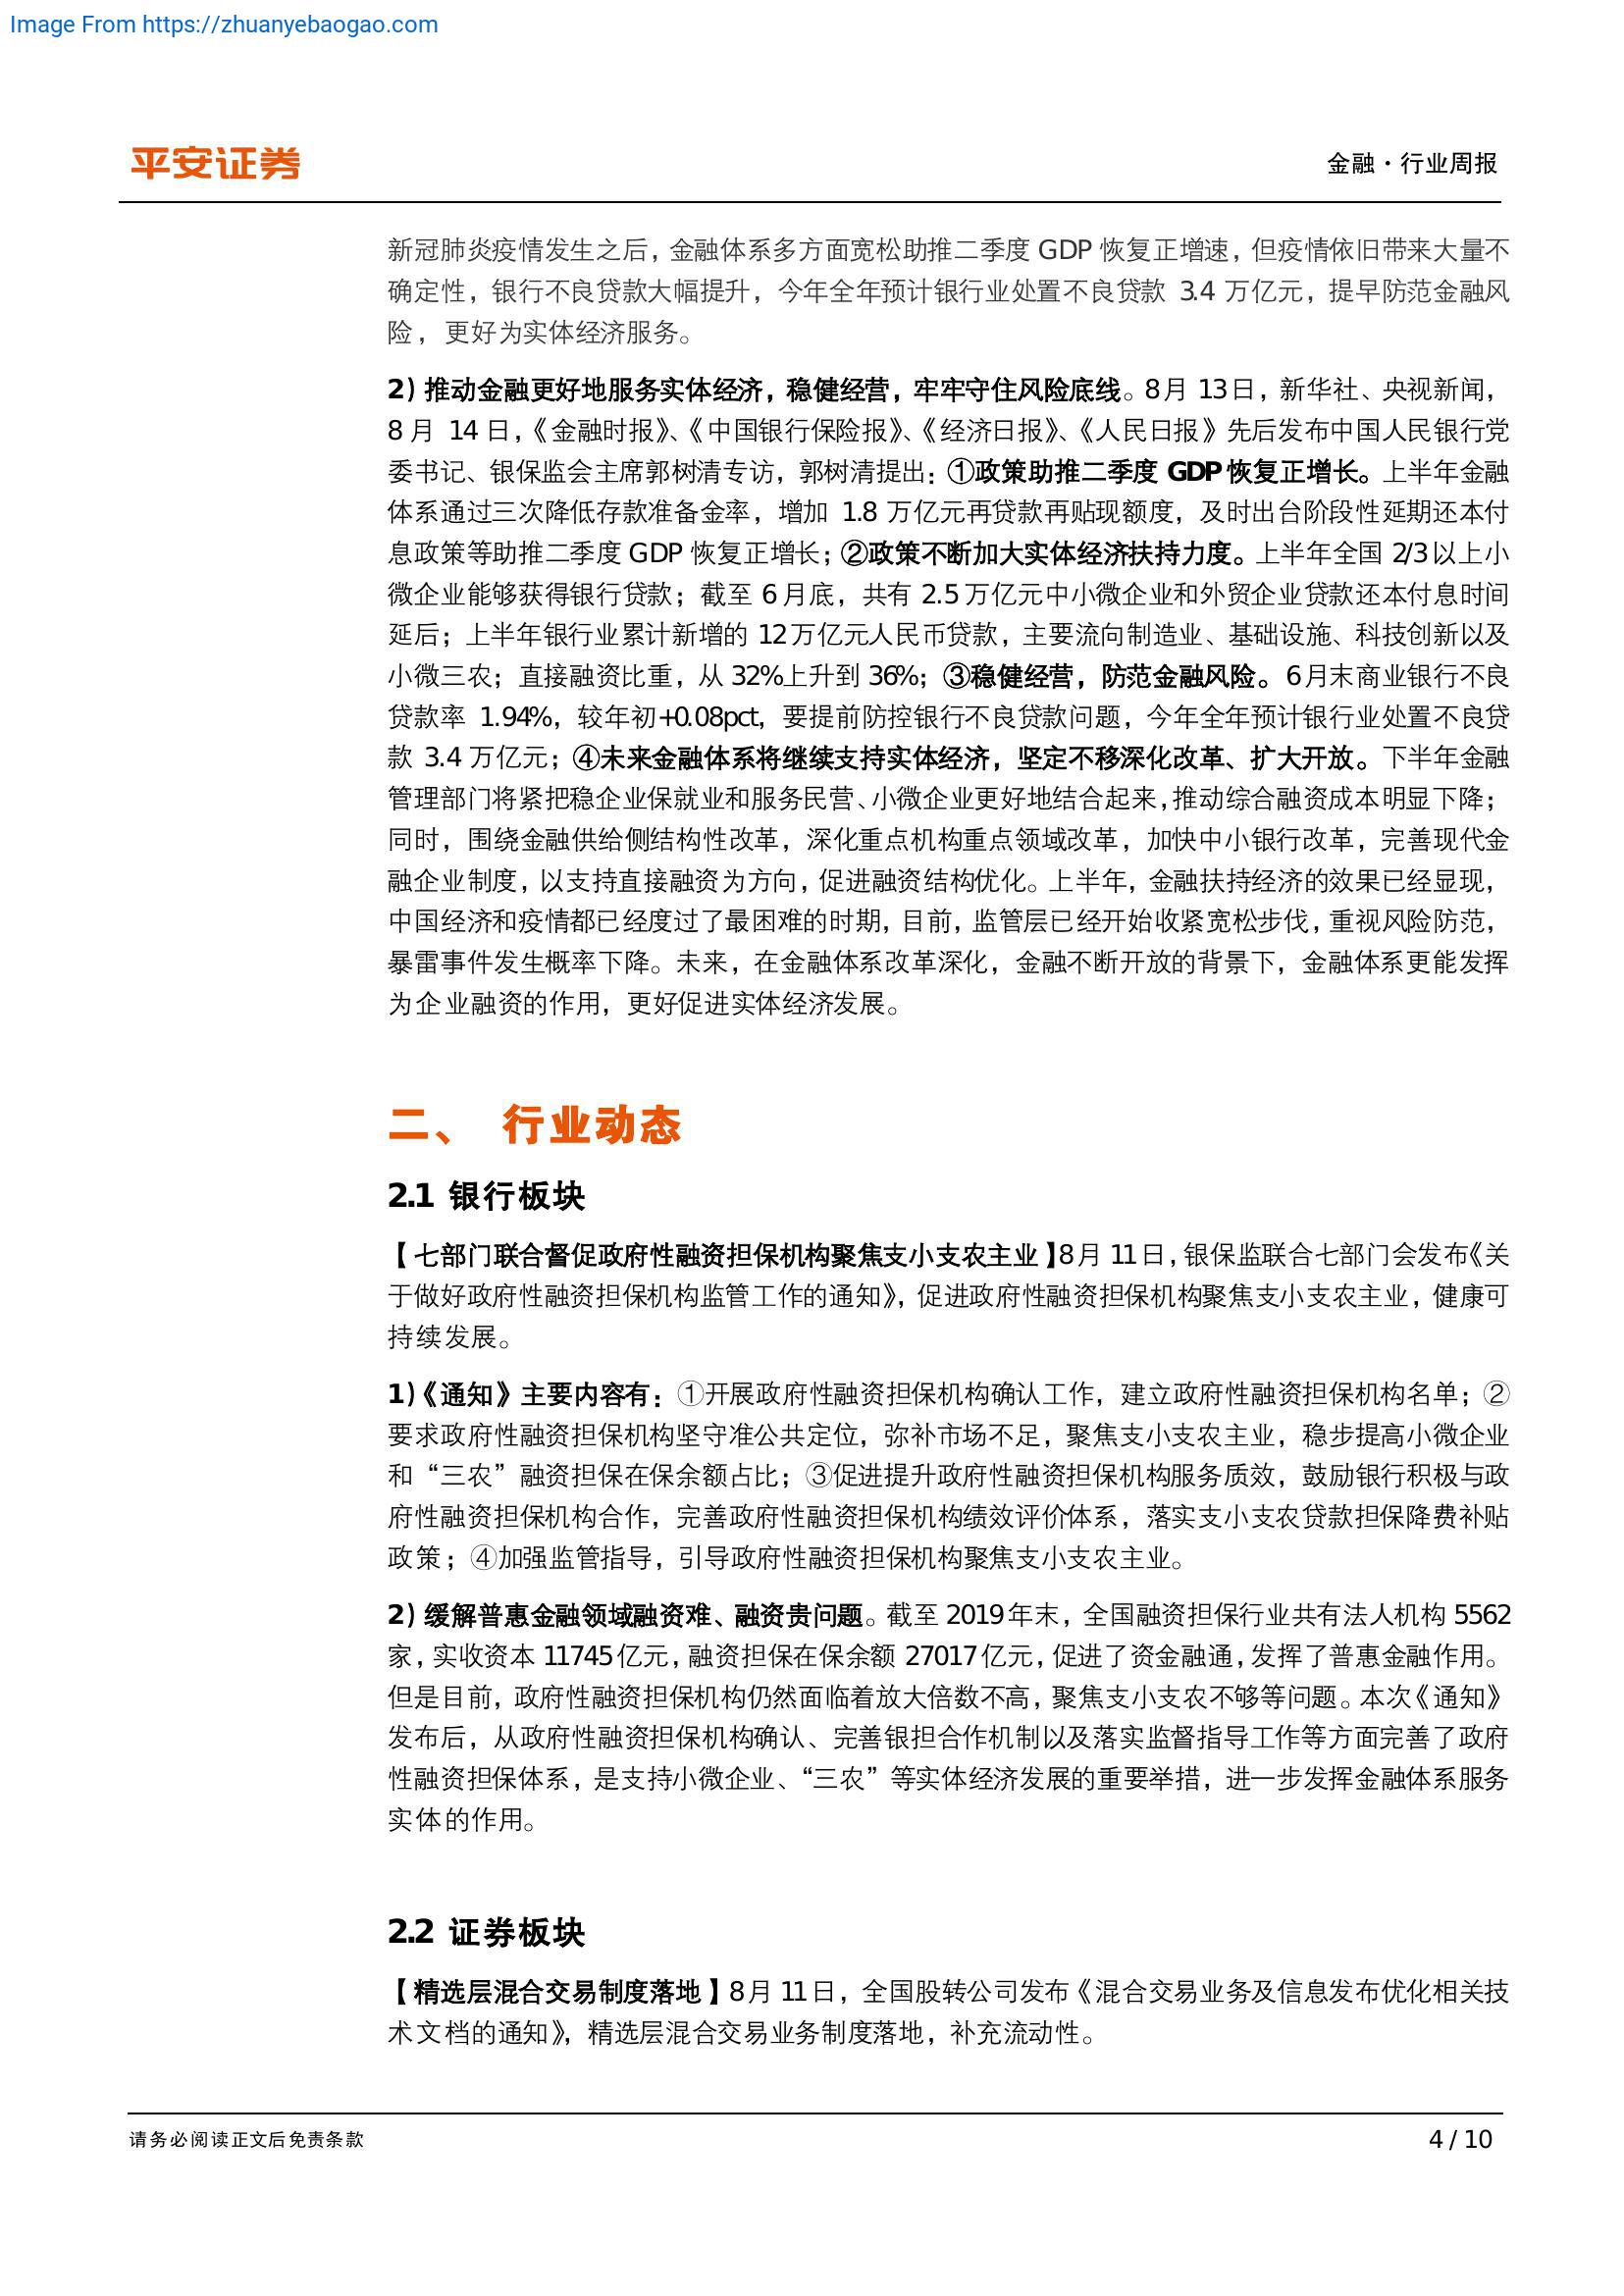 Image From https://zhuanyebaogao.com
平安证券
金融·行业周报
新冠肺炎疫情发生之后，金融体系多方面宽松助推二季度 GDP 恢复正增速，但疫情依旧带来大量不
确定性，银行不良贷款大幅提升，今年全年预计银行业处置不良贷款 3.4 万亿元，提早防范金融风
险，更好为实体经济服务。
2）推动金融更好地服务实体经济，稳健经营，牢牢守住风险底线。8月 13日，新华社、央视新闻，
8 月 14 日，《金融时报》、《中国银行保险报》、《经济日报》、《人民日报》先后发布中国人民银行党
委书记、银保监会主席郭树清专访，郭树清提出：①政策助推二季度 GDP 恢复正增长。上半年金融
体系通过三次降低存款准备金率，增加 1.8 万亿元再贷款再贴现额度，及时出台阶段性延期还本付
息政策等助推二季度 GDP 恢复正增长；②政策不断加大实体经济扶持力度。上半年全国 2/3以上小
微企业能够获得银行贷款；截至 6月底，共有 2.5万亿元中小微企业和外贸企业贷款还本付息时间
延后；上半年银行业累计新增的 12万亿元人民币贷款，主要流向制造业、基础设施、科技创新以及
小微三农；直接融资比重，从 32%上升到 36%；③稳健经营，防范金融风险。6月末商业银行不良
贷款率 1.94%，较年初+0.08pct，要提前防控银行不良贷款问题，今年全年预计银行业处置不良贷
款 3.4 万亿元；④未来金融体系将继续支持实体经济，坚定不移深化改革、扩大开放。下半年金融
管理部门将紧把稳企业保就业和服务民营、小微企业更好地结合起来，推动综合融资成本明显下降；
同时，围绕金融供给侧结构性改革，深化重点机构重点领域改革，加快中小银行改革，完善现代金
融企业制度，以支持直接融资为方向，促进融资结构优化。上半年，金融扶持经济的效果已经显现，
中国经济和疫情都已经度过了最困难的时期，目前，监管层已经开始收紧宽松步伐，重视风险防范，
暴雷事件发生概率下降。未来，在金融体系改革深化，金融不断开放的背景下，金融体系更能发挥
为企业融资的作用，更好促进实体经济发展。
二、 行业动态
2.1 银行板块
【七部门联合督促政府性融资担保机构聚焦支小支农主业】8月 11日，银保监联合七部门会发布《关
于做好政府性融资担保机构监管工作的通知》，促进政府性融资担保机构聚焦支小支农主业，健康可
持续发展。
1）《通知》主要内容有：①开展政府性融资担保机构确认工作，建立政府性融资担保机构名单；②
要求政府性融资担保机构坚守准公共定位，弥补市场不足，聚焦支小支农主业，稳步提高小微企业
和“三农”融资担保在保余额占比；③促进提升政府性融资担保机构服务质效，鼓励银行积极与政
府性融资担保机构合作，完善政府性融资担保机构绩效评价体系，落实支小支农贷款担保降费补贴
政策；④加强监管指导，引导政府性融资担保机构聚焦支小支农主业。
2）缓解普惠金融领域融资难、融资贵问题。截至 2019年末，全国融资担保行业共有法人机构 5562
家，实收资本 11745亿元，融资担保在保余额 27017亿元，促进了资金融通，发挥了普惠金融作用。
但是目前，政府性融资担保机构仍然面临着放大倍数不高，聚焦支小支农不够等问题。本次《通知》
发布后，从政府性融资担保机构确认、完善银担合作机制以及落实监督指导工作等方面完善了政府
性融资担保体系，是支持小微企业、“三农”等实体经济发展的重要举措，进一步发挥金融体系服务
实体的作用。
2.2 证券板块
【精选层混合交易制度落地】8月 11日，全国股转公司发布《混合交易业务及信息发布优化相关技
术文档的通知》，精选层混合交易业务制度落地，补充流动性。
请务必阅读正文后免责条款
4 / 10